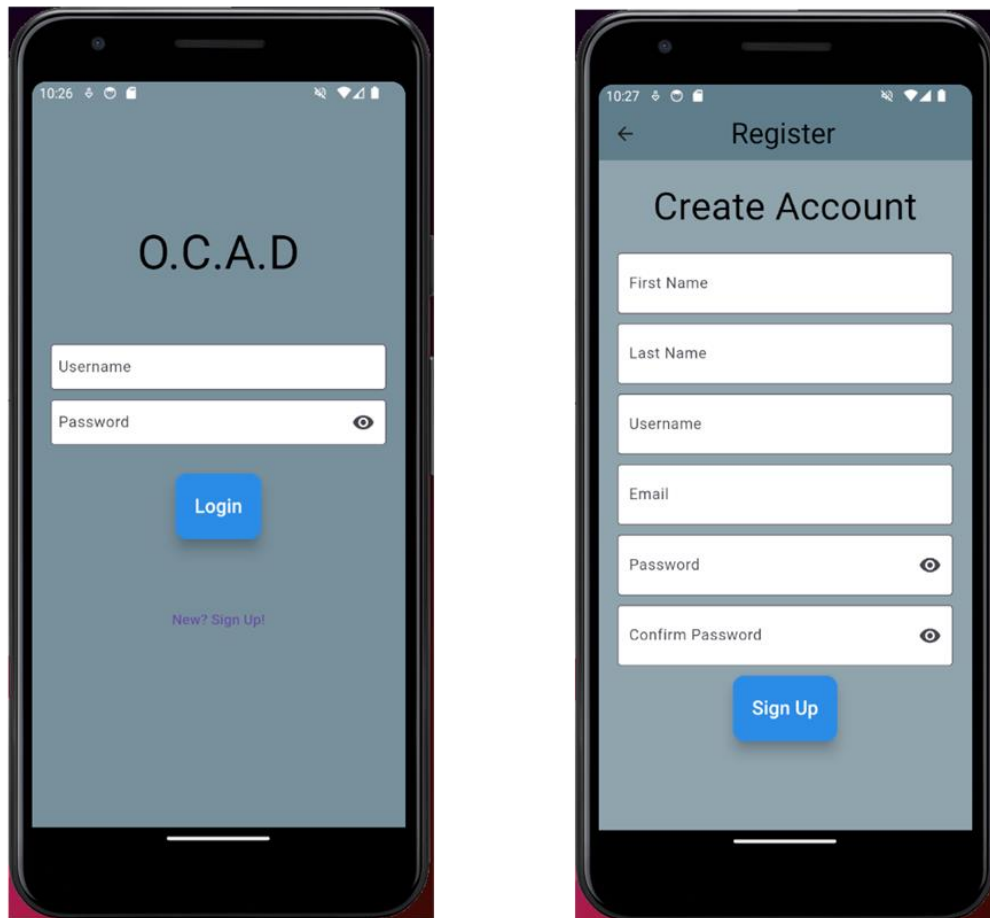 10:26
O.C.A.D
Username
Password
Login
New? Sign Up!
10:27
Register
Create Account
First Name
Last Name
Username
Email
Password
Confirm Password
Sign Up